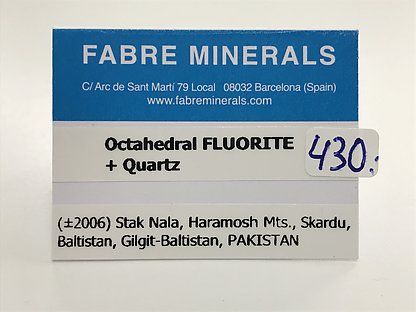 FABRE MINERALS
C/ Arc de Sant Martí 79 Local 08032 Barcelona (Spain)
www.fabreminerals.com
Octahedral FLUORITE
+ Quartz
430.-
(±2006) Stak Nala, Haramosh Mts., Skardu,
Baltistan, Gilgit-Baltistan, PAKISTAN